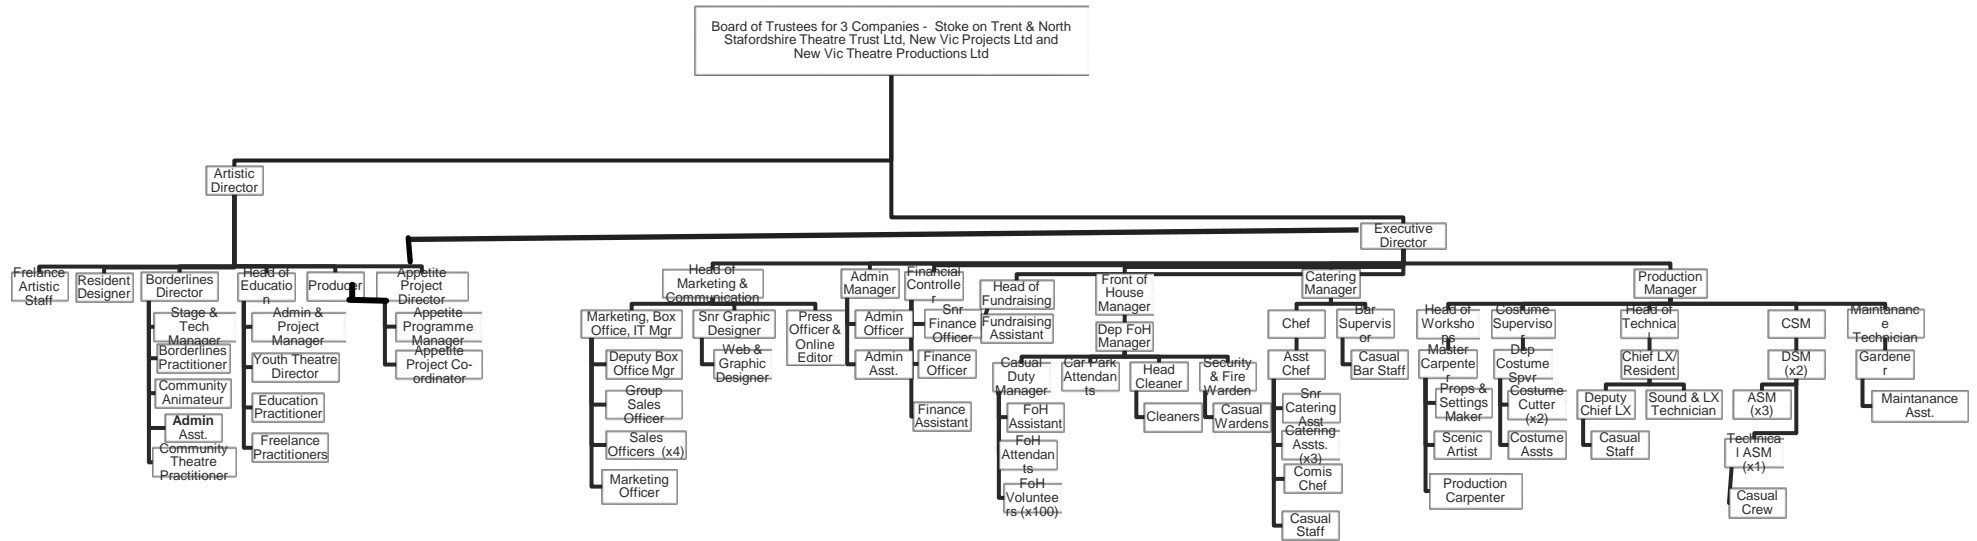 Board of Trustees for 3 Companies -  Stoke on Trent & North
Stafordshire Theatre Trust Ltd, New Vic Projects Ltd and
New Vic Theatre Productions Ltd
Artistic
Director
Executive
Director
Frelance
Artistic
Staff
Resident
Designer
Borderlines
Director
Head of
Educatio
n
Producer
Appetite
Project
Director
Stage &
Tech
Manager
Borderlines
Practitioner
Community
Animateur
Admin
Asst.
Community
Theatre
Practitioner
Admin &
Project
Manager
Youth Theatre
Director
Education
Practitioner
Freelance
Practitioners
Appetite
Programme
Manager
Appetite
Project Co-
ordinator
Head of
Marketing &
Communication
Marketing, Box
Office, IT Mgr
Snr Graphic
Designer
Press
Officer &
Online
Editor
Deputy Box
Office Mgr
Group
Sales
Officer
Sales
Officers (x4)
Marketing
Officer
Web &
Graphic
Designer
Admin
Manager
Admin
Officer
Admin
Asst.
Financial
Controlle
r
Snr
Finance
Officer
Finance
Officer
Finance
Assistant
Head of
Fundraising
Fundraising
Assistant
Front of
House
Manager
Dep FoH
Manager
Casual
Duty
Manager
Car Park
Attendan
ts
Head
Cleaner
Security
& Fire
Warden
FoH
Assistant
FoH
Attendan
ts
FoH
Voluntee
rs (x100)
Cleaners
Casual
Wardens
Catering
Manager
Chef
Bar
Supervis
or
Asst
Chef
Casual
Bar Staff
Snr
Catering
Asst
Catering
Assts.
(x3)
Comis
Chef
Casual
Staff
Production
Manager
Head of
Worksho
ps
Costume
Superviso
r
Head of
Technica
l
CSM
Maintananc
e
Technician
Master
Carpente
r
Dep
Costume
Spvr
Chief LX/
Resident
DSM
(x2)
Gardene
r
Props &
Settings
Maker
Scenic
Artist
Production
Carpenter
Costume
Cutter
(x2)
Costume
Assts
Deputy
Chief LX
Sound & LX
Technician
Casual
Staff
ASM
(x3)
Technica
l ASM
(x1)
Casual
Crew
Maintanance
Asst.